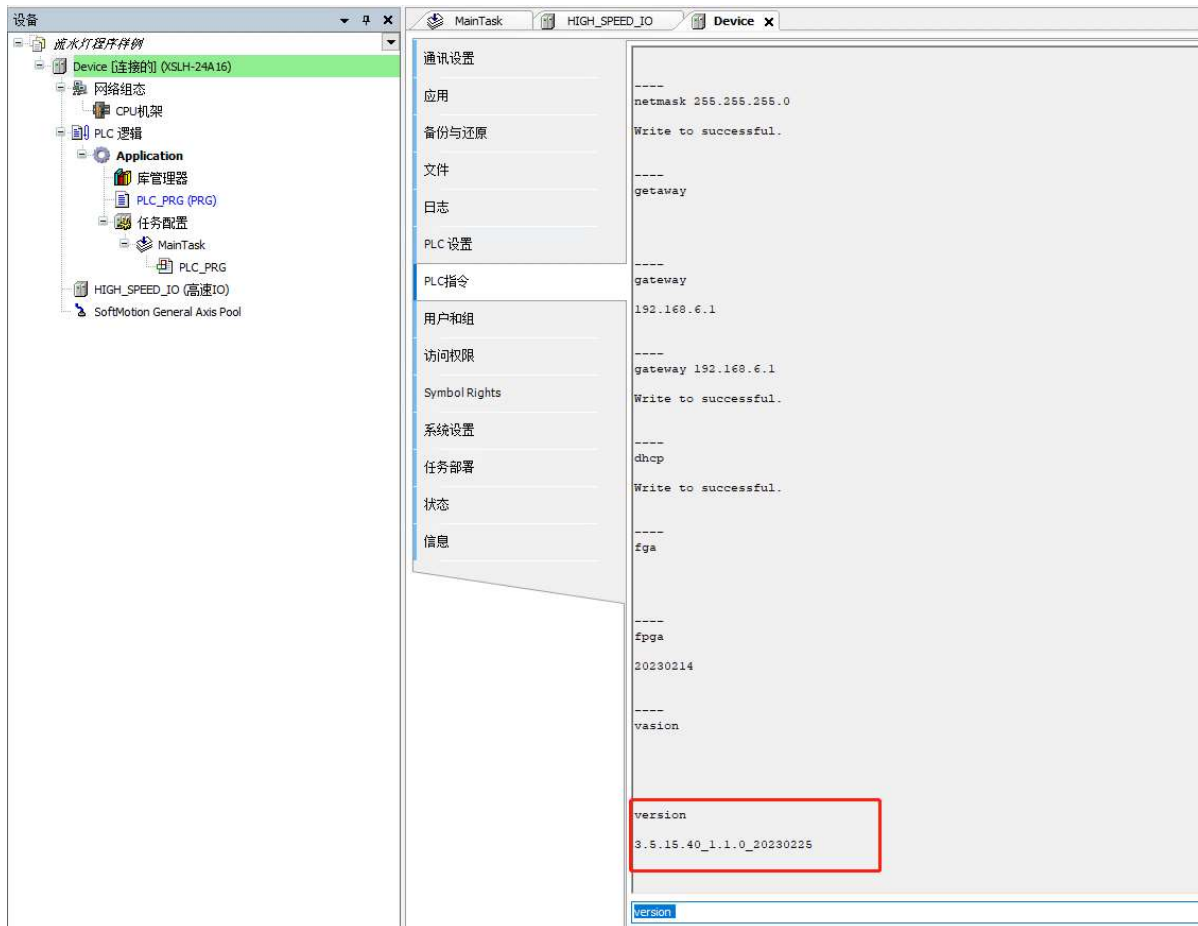 设备
流水灯程序样例
Device [连接的] (XSLH-24A16)
网络组态
CPU机架
PLC 逻辑
Application
库管理器
PLC_PRG (PRG)
任务配置
MainTask
PLC_PRG
HIGH_SPEED_IO (高速IO)
SoftMotion General Axis Pool
MainTask
HIGH_SPEED_IO
Device
通讯设置
应用
备份与还原
文件
日志
PLC 设置
PLC指令
用户和组
访问权限
Symbol Rights
系统设置
任务部署
状态
信息
----
netmask 255.255.255.0
Write to successful.
----
getaway
----
gateway
192.168.6.1
----
gateway 192.168.6.1
Write to successful.
----
dhcp
Write to successful.
----
fga
----
fpga
20230214
----
vasion
version
3.5.15.40_1.1.0_20230225
version